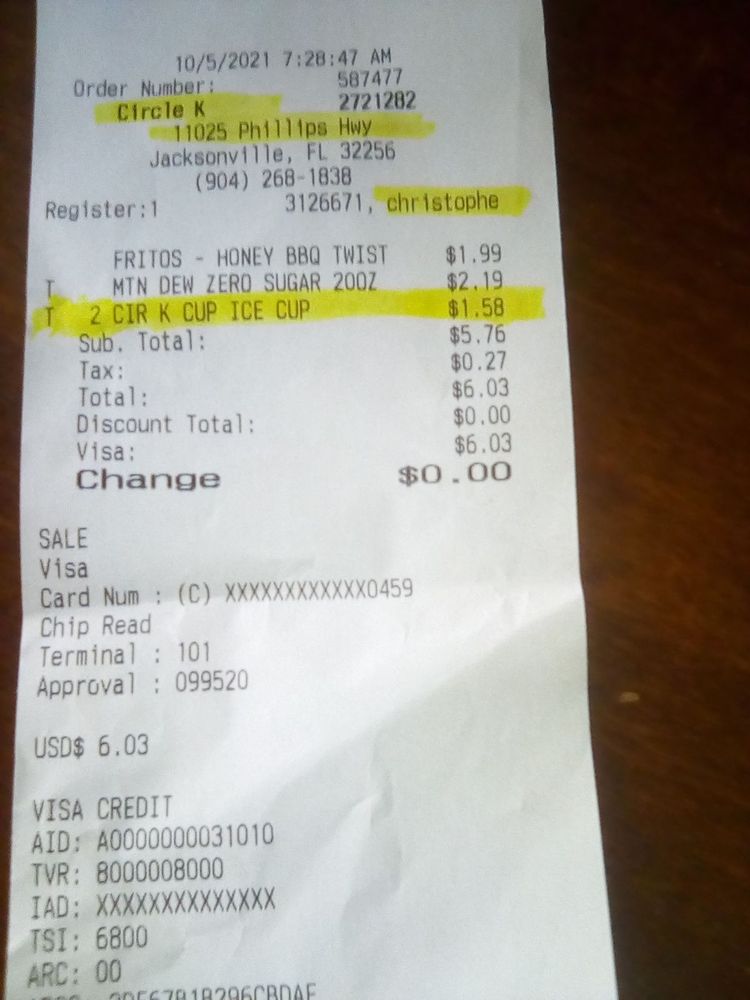 10/5/2021 7:28:47 AM
Order Number: 587477
Circle K 2721282
11025 Phillips Hwy
Jacksonville, FL 32256
(904) 268-1838
Register:1 3126671, christophe
FRITOS - HONEY BBQ TWIST $1.99
T MTN DEW ZERO SUGAR 20OZ $2.19
T 2 CIR K CUP ICE CUP $1.58
Sub. Total: $5.76
Tax: $0.27
Total: $6.03
Discount Total: $0.00
Visa: $6.03
Change $0.00
SALE
Visa
Card Num : (C) XXXXXXXXXXXX0459
Chip Read
Terminal : 101
Approval : 099520
USD$ 6.03
VISA CREDIT
AID: A0000000031010
TVR: 8000008000
IAD: XXXXXXXXXXXXXX
TSI: 6800
ARC: 00